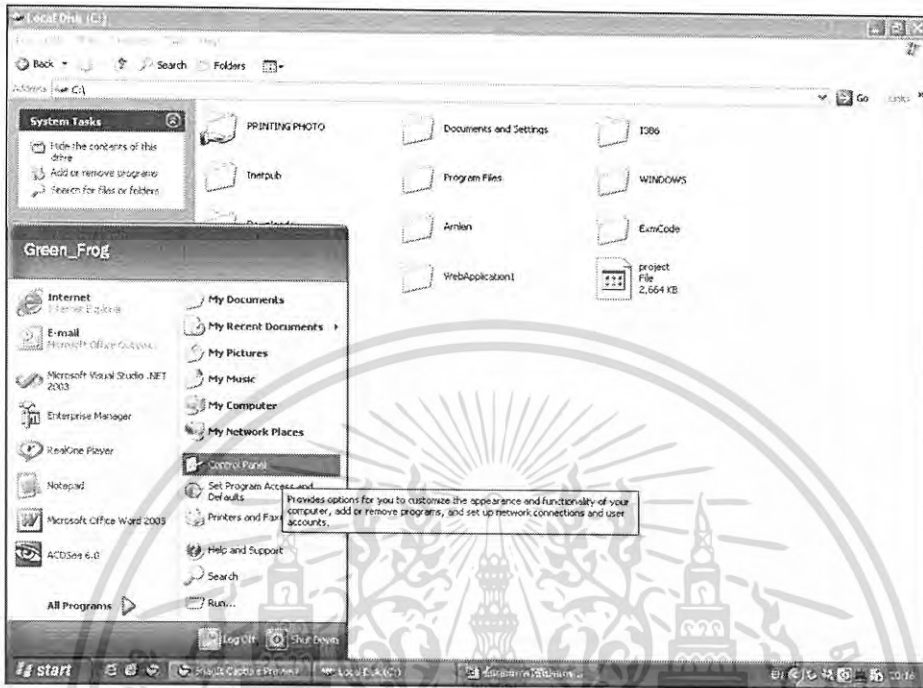 Local Disk (C:)
Back
Search
Folders
Address C:\
Go
Links
System Tasks
Hide the contents of this drive
Add or remove programs
Search for files or folders
PRINTING PHOTO
Documents and Settings
I386
Inetpub
Program Files
WINDOWS
Downloads
ExmCode
WebApplication1
project
File
2,664 KB
Green_Frog
Internet
Internet Explorer
E-mail
Microsoft Office Outlook
Microsoft Visual Studio .NET
2003
Enterprise Manager
RealOne Player
Notepad
Microsoft Office Word 2003
ACDSee 6.0
All Programs
My Documents
My Recent Documents
My Pictures
My Music
My Computer
My Network Places
Control Panel
Set Program Access and
Defaults
Printers and Fax
Help and Support
Search
Run...
Provides options for you to customize the appearance and functionality of your
computer, add or remove programs, and set up network connections and user
accounts.
Log Off
Shut Down
start
Local Disk (C:)
EN